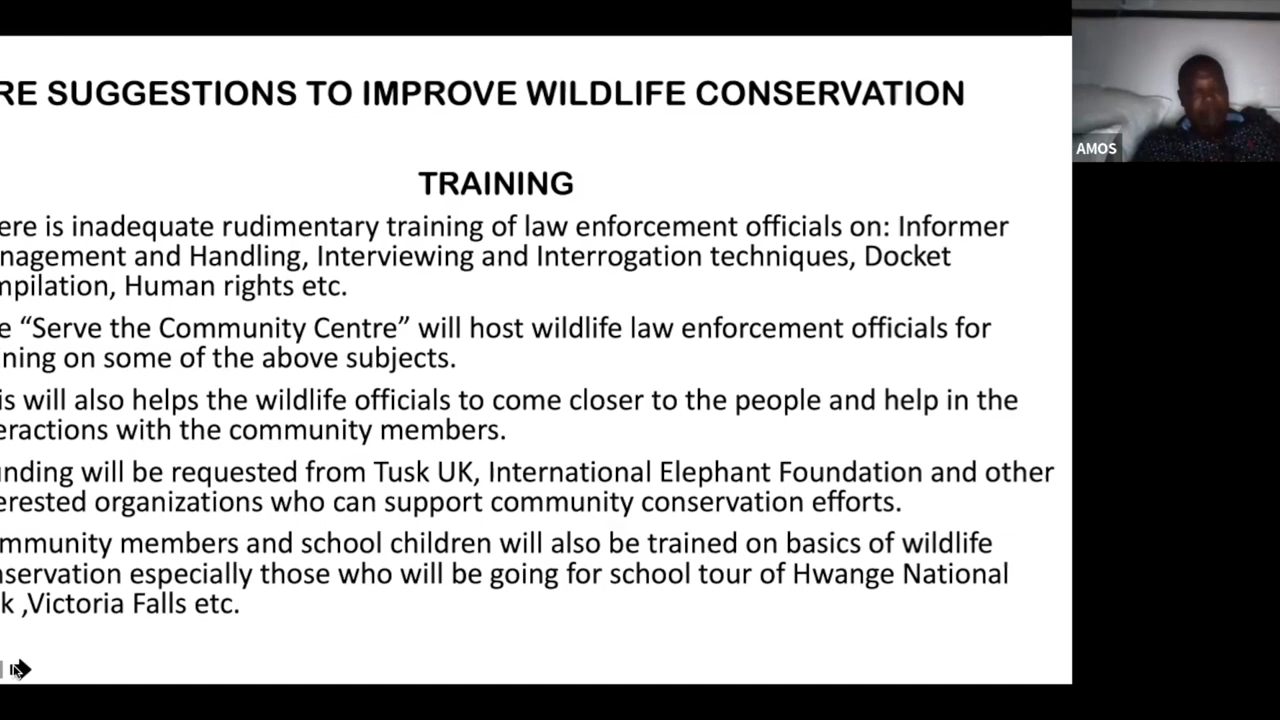 RE SUGGESTIONS TO IMPROVE WILDLIFE CONSERVATION
AMOS
TRAINING
ere is inadequate rudimentary training of law enforcement officials on: Informer
nagement and Handling, Interviewing and Interrogation techniques, Docket
mpilation, Human rights etc.
e “Serve the Community Centre” will host wildlife law enforcement officials for
ning on some of the above subjects.
is will also helps the wildlife officials to come closer to the people and help in the
eractions with the community members.
unding will be requested from Tusk UK, International Elephant Foundation and other
erested organizations who can support community conservation efforts.
mmunity members and school children will also be trained on basics of wildlife
nservation especially those who will be going for school tour of Hwange National
k ,Victoria Falls etc.